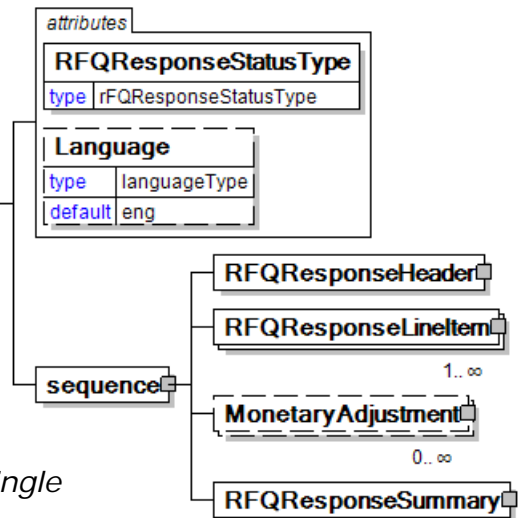 attributes
RFQResponseStatusType
type rFQResponseStatusType
Language
type languageType
default eng
RFQResponseHeader
RFQResponseLineItem
1..∞
sequence
MonetaryAdjustment
0..∞
ingle
RFQResponseSummary